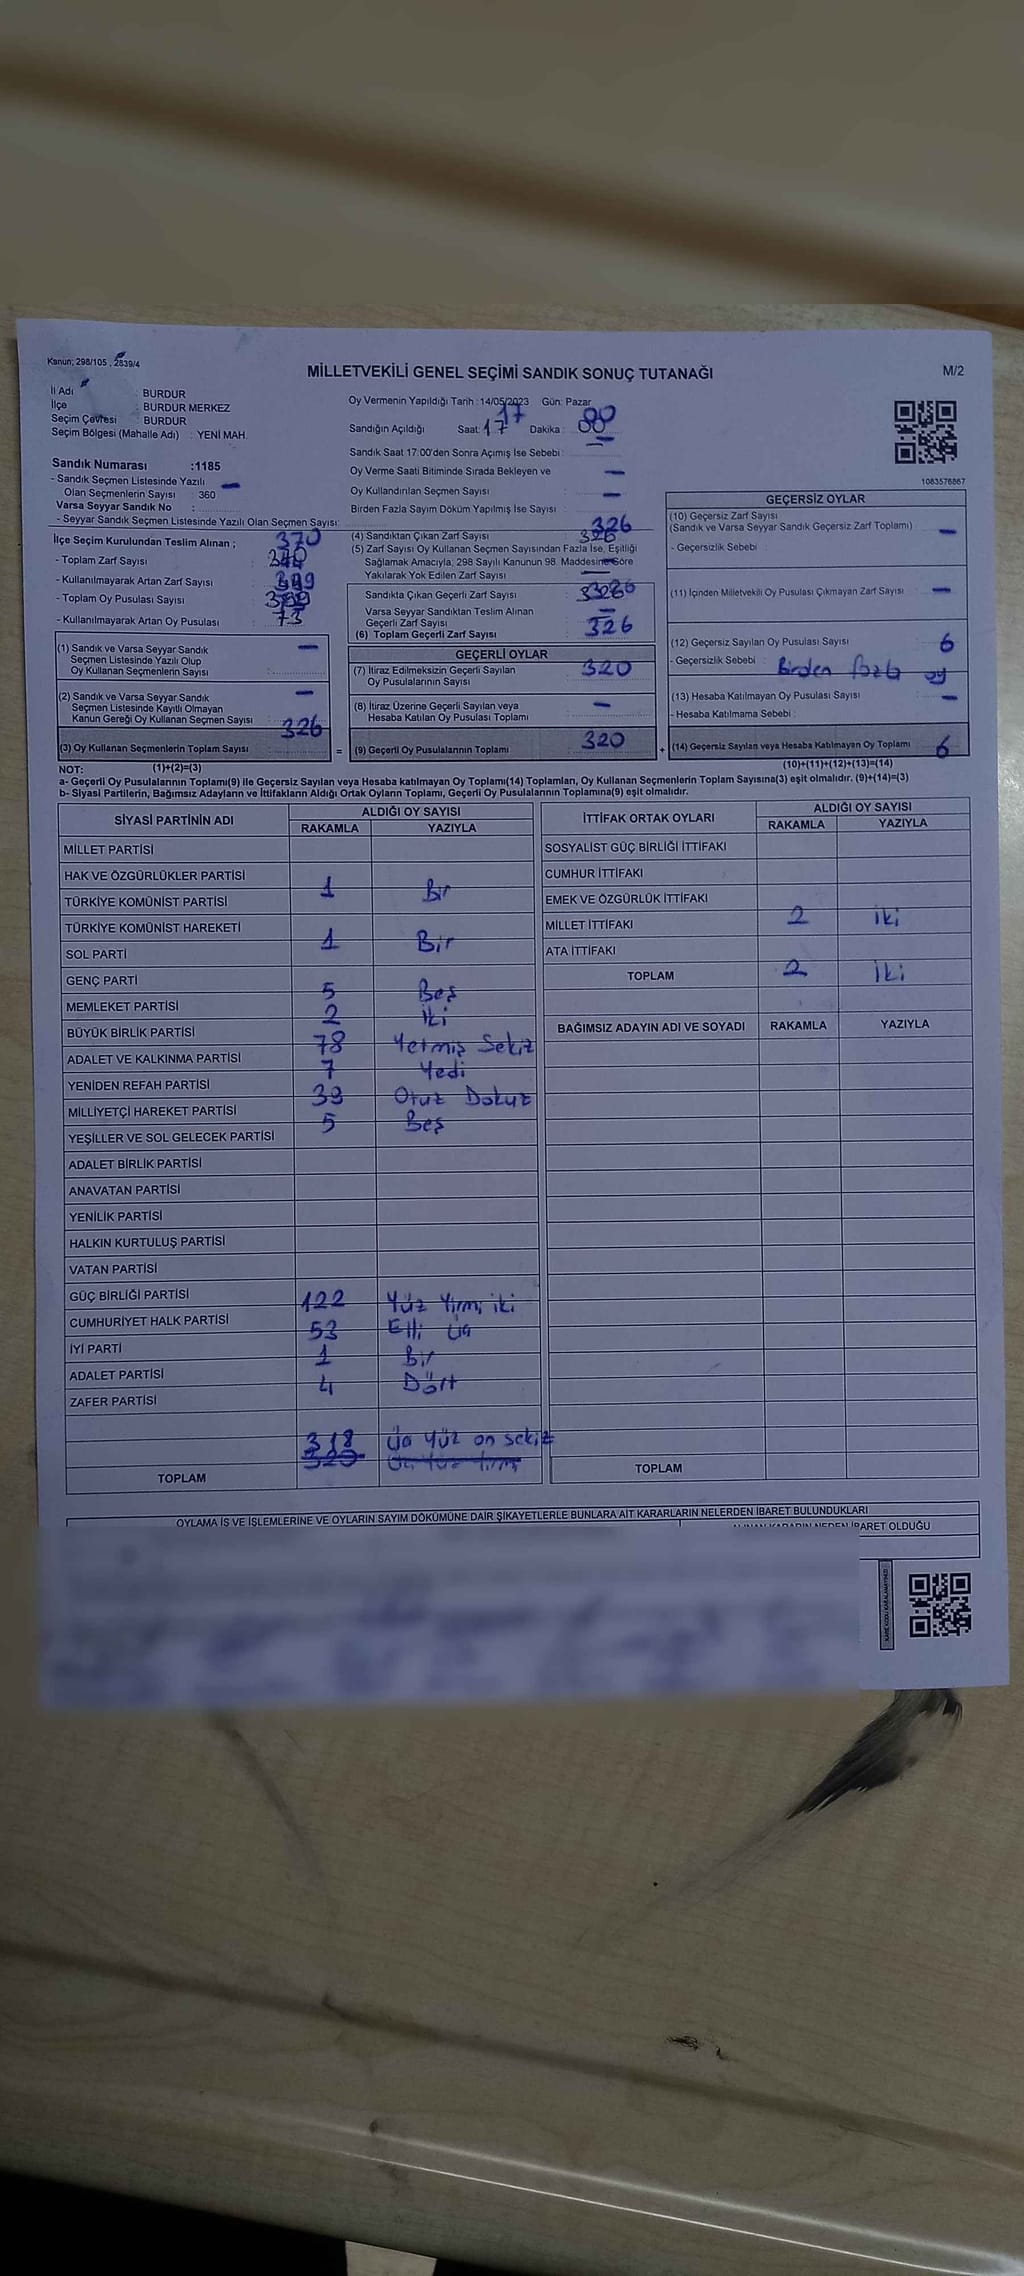 Kanun; 298/105 , 2839/4
MİLLETVEKİLİ GENEL SEÇİMİ SANDIK SONUÇ TUTANAĞI
M/2
İl Adı : BURDUR
İlçe : BURDUR MERKEZ
Seçim Çevresi : BURDUR
Seçim Bölgesi (Mahalle Adı) : YENİ MAH.
Oy Vermenin Yapıldığı Tarih :14/05/2023 Gün: Pazar
Sandığın Açıldığı Saat: 17 17 Dakika :
Sandık Saat 17:00'den Sonra Açımış İse Sebebi :
Oy Verme Saati Bitiminde Sırada Bekleyen ve —
Oy Kullandırılan Seçmen Sayısı : —
Birden Fazla Sayım Döküm Yapılmış İse Sayısı :
Sandık Numarası :1185
- Sandık Seçmen Listesinde Yazılı —
Olan Seçmenlerin Sayısı : 360
Varsa Seyyar Sandık No :
- Seyyar Sandık Seçmen Listesinde Yazılı Olan Seçmen Sayısı:
İlçe Seçim Kurulundan Teslim Alınan ; 370
- Toplam Zarf Sayısı :
- Kullanılmayarak Artan Zarf Sayısı :
- Toplam Oy Pusulası Sayısı :
- Kullanılmayarak Artan Oy Pusulası : 73
(4) Sandıktan Çıkan Zarf Sayısı : 326 326
(5) Zarf Sayısı Oy Kullanan Seçmen Sayısından Fazla İse, Eşitliği
Sağlamak Amacıyla, 298 Sayılı Kanunun 98. Maddesine Göre
Yakılarak Yok Edilen Zarf Sayısı : —
Sandıkta Çıkan Geçerli Zarf Sayısı :
Varsa Seyyar Sandıktan Teslim Alınan —
Geçerli Zarf Sayısı :
(6) Toplam Geçerli Zarf Sayısı : 326
1083576867
GEÇERSİZ OYLAR
(10) Geçersiz Zarf Sayısı
(Sandık ve Varsa Seyyar Sandık Geçersiz Zarf Toplamı) : —
- Geçersizlik Sebebi :
(11) İçinden Milletvekili Oy Pusulası Çıkmayan Zarf Sayısı : —
(12) Geçersiz Sayılan Oy Pusulası Sayısı : 6
- Geçersizlik Sebebi : Birden fazla oy
(13) Hesaba Katılmayan Oy Pusulası Sayısı : —
- Hesaba Katılmama Sebebi :
(14) Geçersiz Sayılan veya Hesaba Katılmayan Oy Toplamı : 6
(10)+(11)+(12)+(13)=(14)
(1) Sandık ve Varsa Seyyar Sandık —
Seçmen Listesinde Yazılı Olup
Oy Kullanan Seçmenlerin Sayısı :
(2) Sandık ve Varsa Seyyar Sandık —
Seçmen Listesinde Kayıtlı Olmayan
Kanun Gereği Oy Kullanan Seçmen Sayısı :
(3) Oy Kullanan Seçmenlerin Toplam Sayısı : 326
(1)+(2)=(3)
GEÇERLİ OYLAR
(7) İtiraz Edilmeksizin Geçerli Sayılan 320
Oy Pusulalarının Sayısı :
(8) İtiraz Üzerine Geçerli Sayılan veya —
Hesaba Katılan Oy Pusulası Toplamı :
= (9) Geçerli Oy Pusulalarının Toplamı : 320 +
NOT:
a- Geçerli Oy Pusulalarının Toplamı(9) ile Geçersiz Sayılan veya Hesaba katılmayan Oy Toplamı(14) Toplamları, Oy Kullanan Seçmenlerin Toplam Sayısına(3) eşit olmalıdır. (9)+(14)=(3)
b- Siyasi Partilerin, Bağımsız Adayların ve İttifakların Aldığı Ortak Oyların Toplamı, Geçerli Oy Pusulalarının Toplamına(9) eşit olmalıdır.
SİYASİ PARTİNİN ADI ALDIĞI OY SAYISI
RAKAMLA YAZIYLA
MİLLET PARTİSİ
HAK VE ÖZGÜRLÜKLER PARTİSİ
TÜRKİYE KOMÜNİST PARTİSİ 1 Bir
TÜRKİYE KOMÜNİST HAREKETİ
SOL PARTİ 1 Bir
GENÇ PARTİ
MEMLEKET PARTİSİ 5 Beş
BÜYÜK BİRLİK PARTİSİ 2 İki
ADALET VE KALKINMA PARTİSİ 78 Yetmiş Sekiz
YENİDEN REFAH PARTİSİ 7 Yedi
MİLLİYETÇİ HAREKET PARTİSİ 39 Otuz Dokuz
YEŞİLLER VE SOL GELECEK PARTİSİ 5 Beş
ADALET BİRLİK PARTİSİ
ANAVATAN PARTİSİ
YENİLİK PARTİSİ
HALKIN KURTULUŞ PARTİSİ
VATAN PARTİSİ
GÜÇ BİRLİĞİ PARTİSİ
CUMHURİYET HALK PARTİSİ 122 Yüz Yirmi iki
İYİ PARTİ 53 Elli Üç
ADALET PARTİSİ 1 Bir
ZAFER PARTİSİ 4 Dört
318 Üç Yüz on sekiz
TOPLAM
İTTİFAK ORTAK OYLARI ALDIĞI OY SAYISI
RAKAMLA YAZIYLA
SOSYALİST GÜÇ BİRLİĞİ İTTİFAKI
CUMHUR İTTİFAKI
EMEK VE ÖZGÜRLÜK İTTİFAKI
MİLLET İTTİFAKI 2 iki
ATA İTTİFAKI
TOPLAM 2 İki
BAĞIMSIZ ADAYIN ADI VE SOYADI RAKAMLA YAZIYLA
TOPLAM
OYLAMA İŞ VE İŞLEMLERİNE VE OYLARIN SAYIM DÖKÜMÜNE DAİR ŞİKAYETLERLE BUNLARA AİT KARARLARIN NELERDEN İBARET BULUNDUKLARI
İBARET OLDUĞU